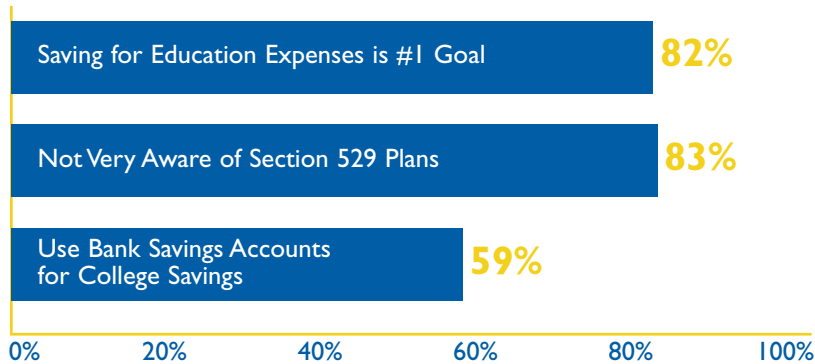 Saving for Education Expenses is #1 Goal
82%
Not Very Aware of Section 529 Plans
83%
Use Bank Savings Accounts
for College Savings
59%
0% 20% 40% 60% 80% 100%